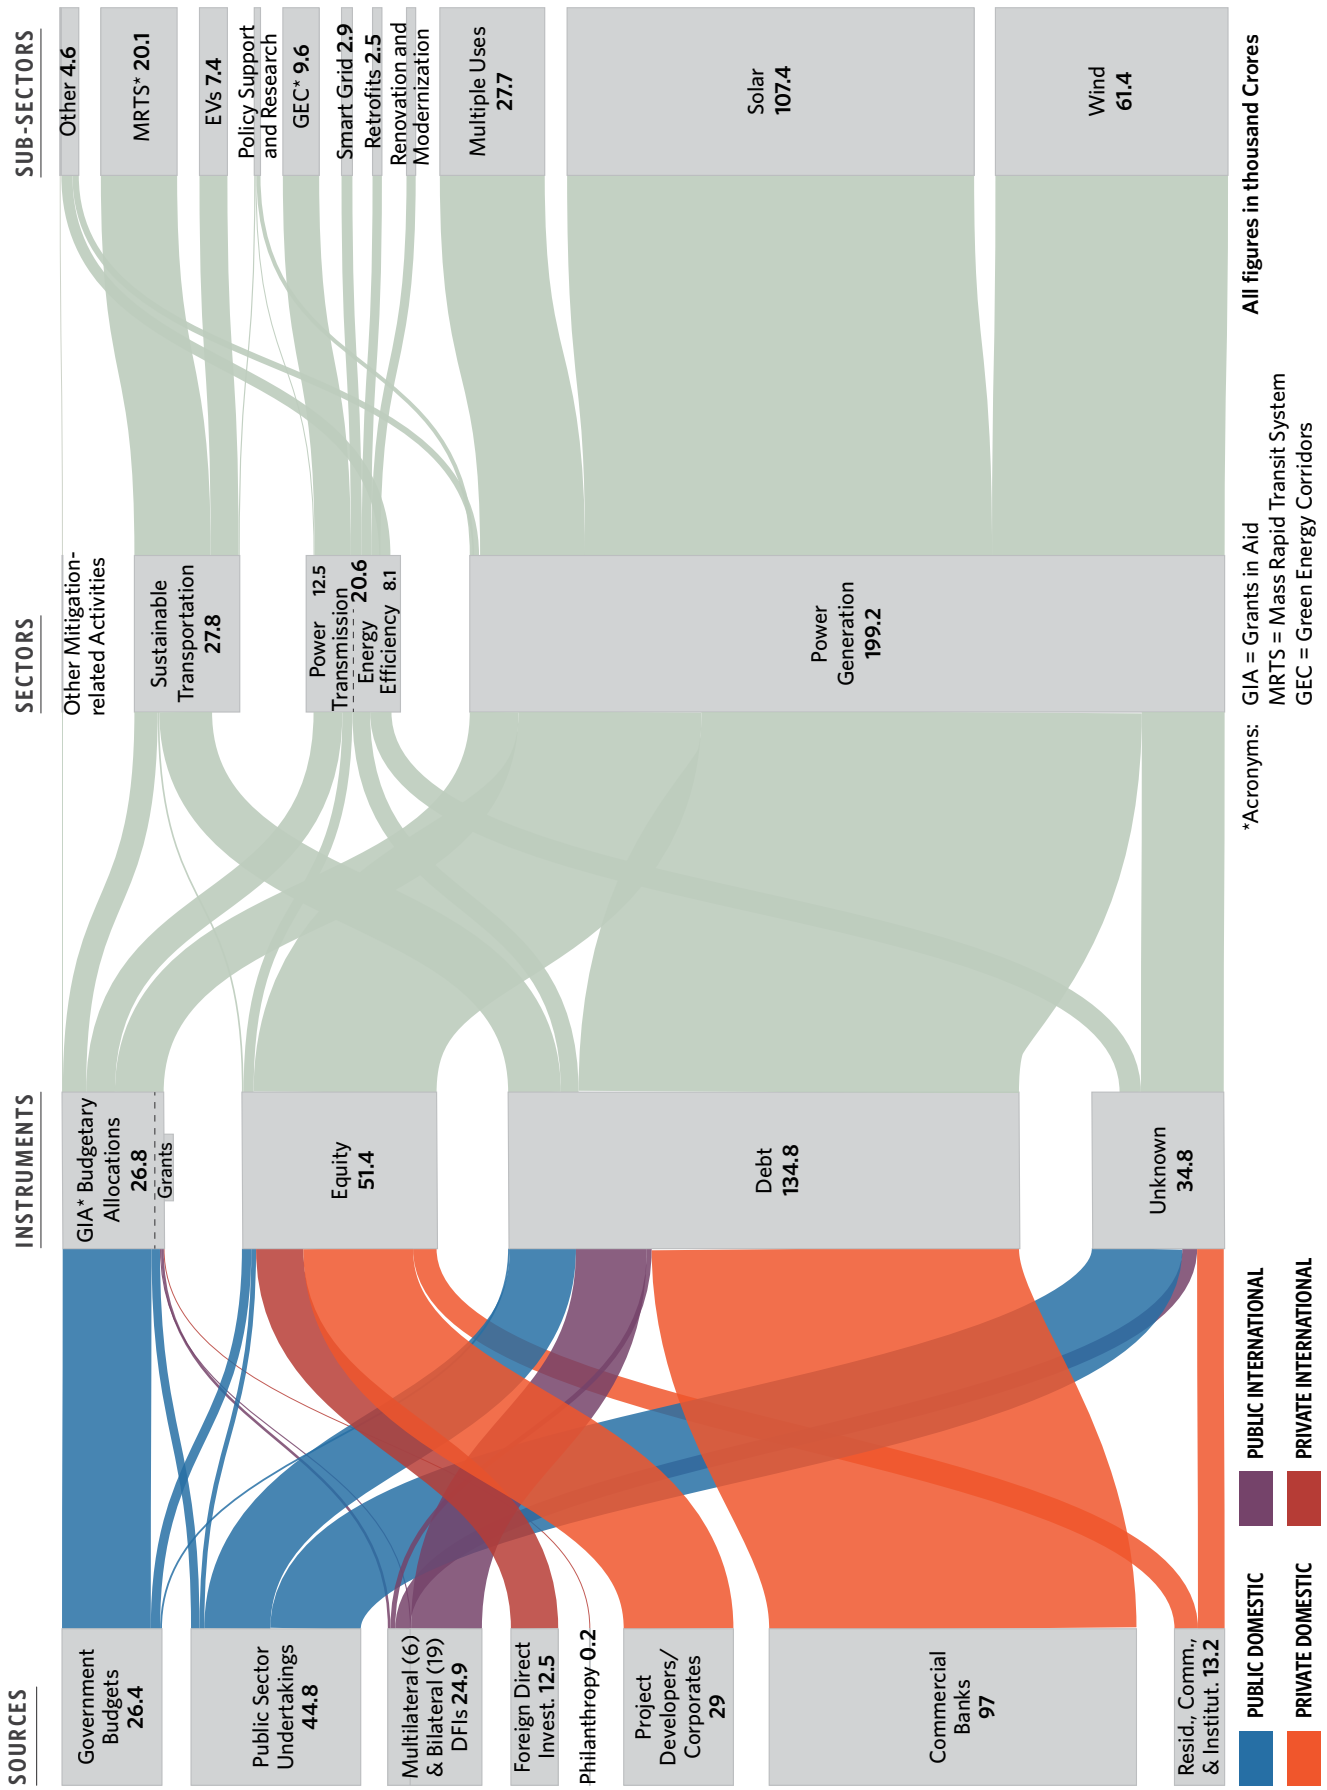 SOURCES
INSTRUMENTS
SECTORS
SUB-SECTORS
Government
Budgets
26.4
Public Sector
Undertakings
44.8
Multilateral (6)
& Bilateral (19)
DFIs 24.9
Foreign Direct
Invest. 12.5
Philanthropy 0.2
Project
Developers/
Corporates
29
Commercial
Banks
97
Resid., Comm.,
& Institut. 13.2
GIA* Budgetary
Allocations
26.8
Grants
Equity
51.4
Debt
134.8
Unknown
34.8
Other Mitigation-
related Activities
Sustainable
Transportation
27.8
Power 12.5
Transmission
20.6
Energy
Efficiency 8.1
Power
Generation
199.2
Other 4.6
MRTS* 20.1
EVs 7.4
Policy Support
and Research
GEC* 9.6
Smart Grid 2.9
Retrofits 2.5
Renovation and
Modernization
Multiple Uses
27.7
Solar
107.4
Wind
61.4
PUBLIC DOMESTIC
PUBLIC INTERNATIONAL
PRIVATE DOMESTIC
PRIVATE INTERNATIONAL
*Acronyms: GIA = Grants in Aid
MRTS = Mass Rapid Transit System
GEC = Green Energy Corridors
All figures in thousand Crores